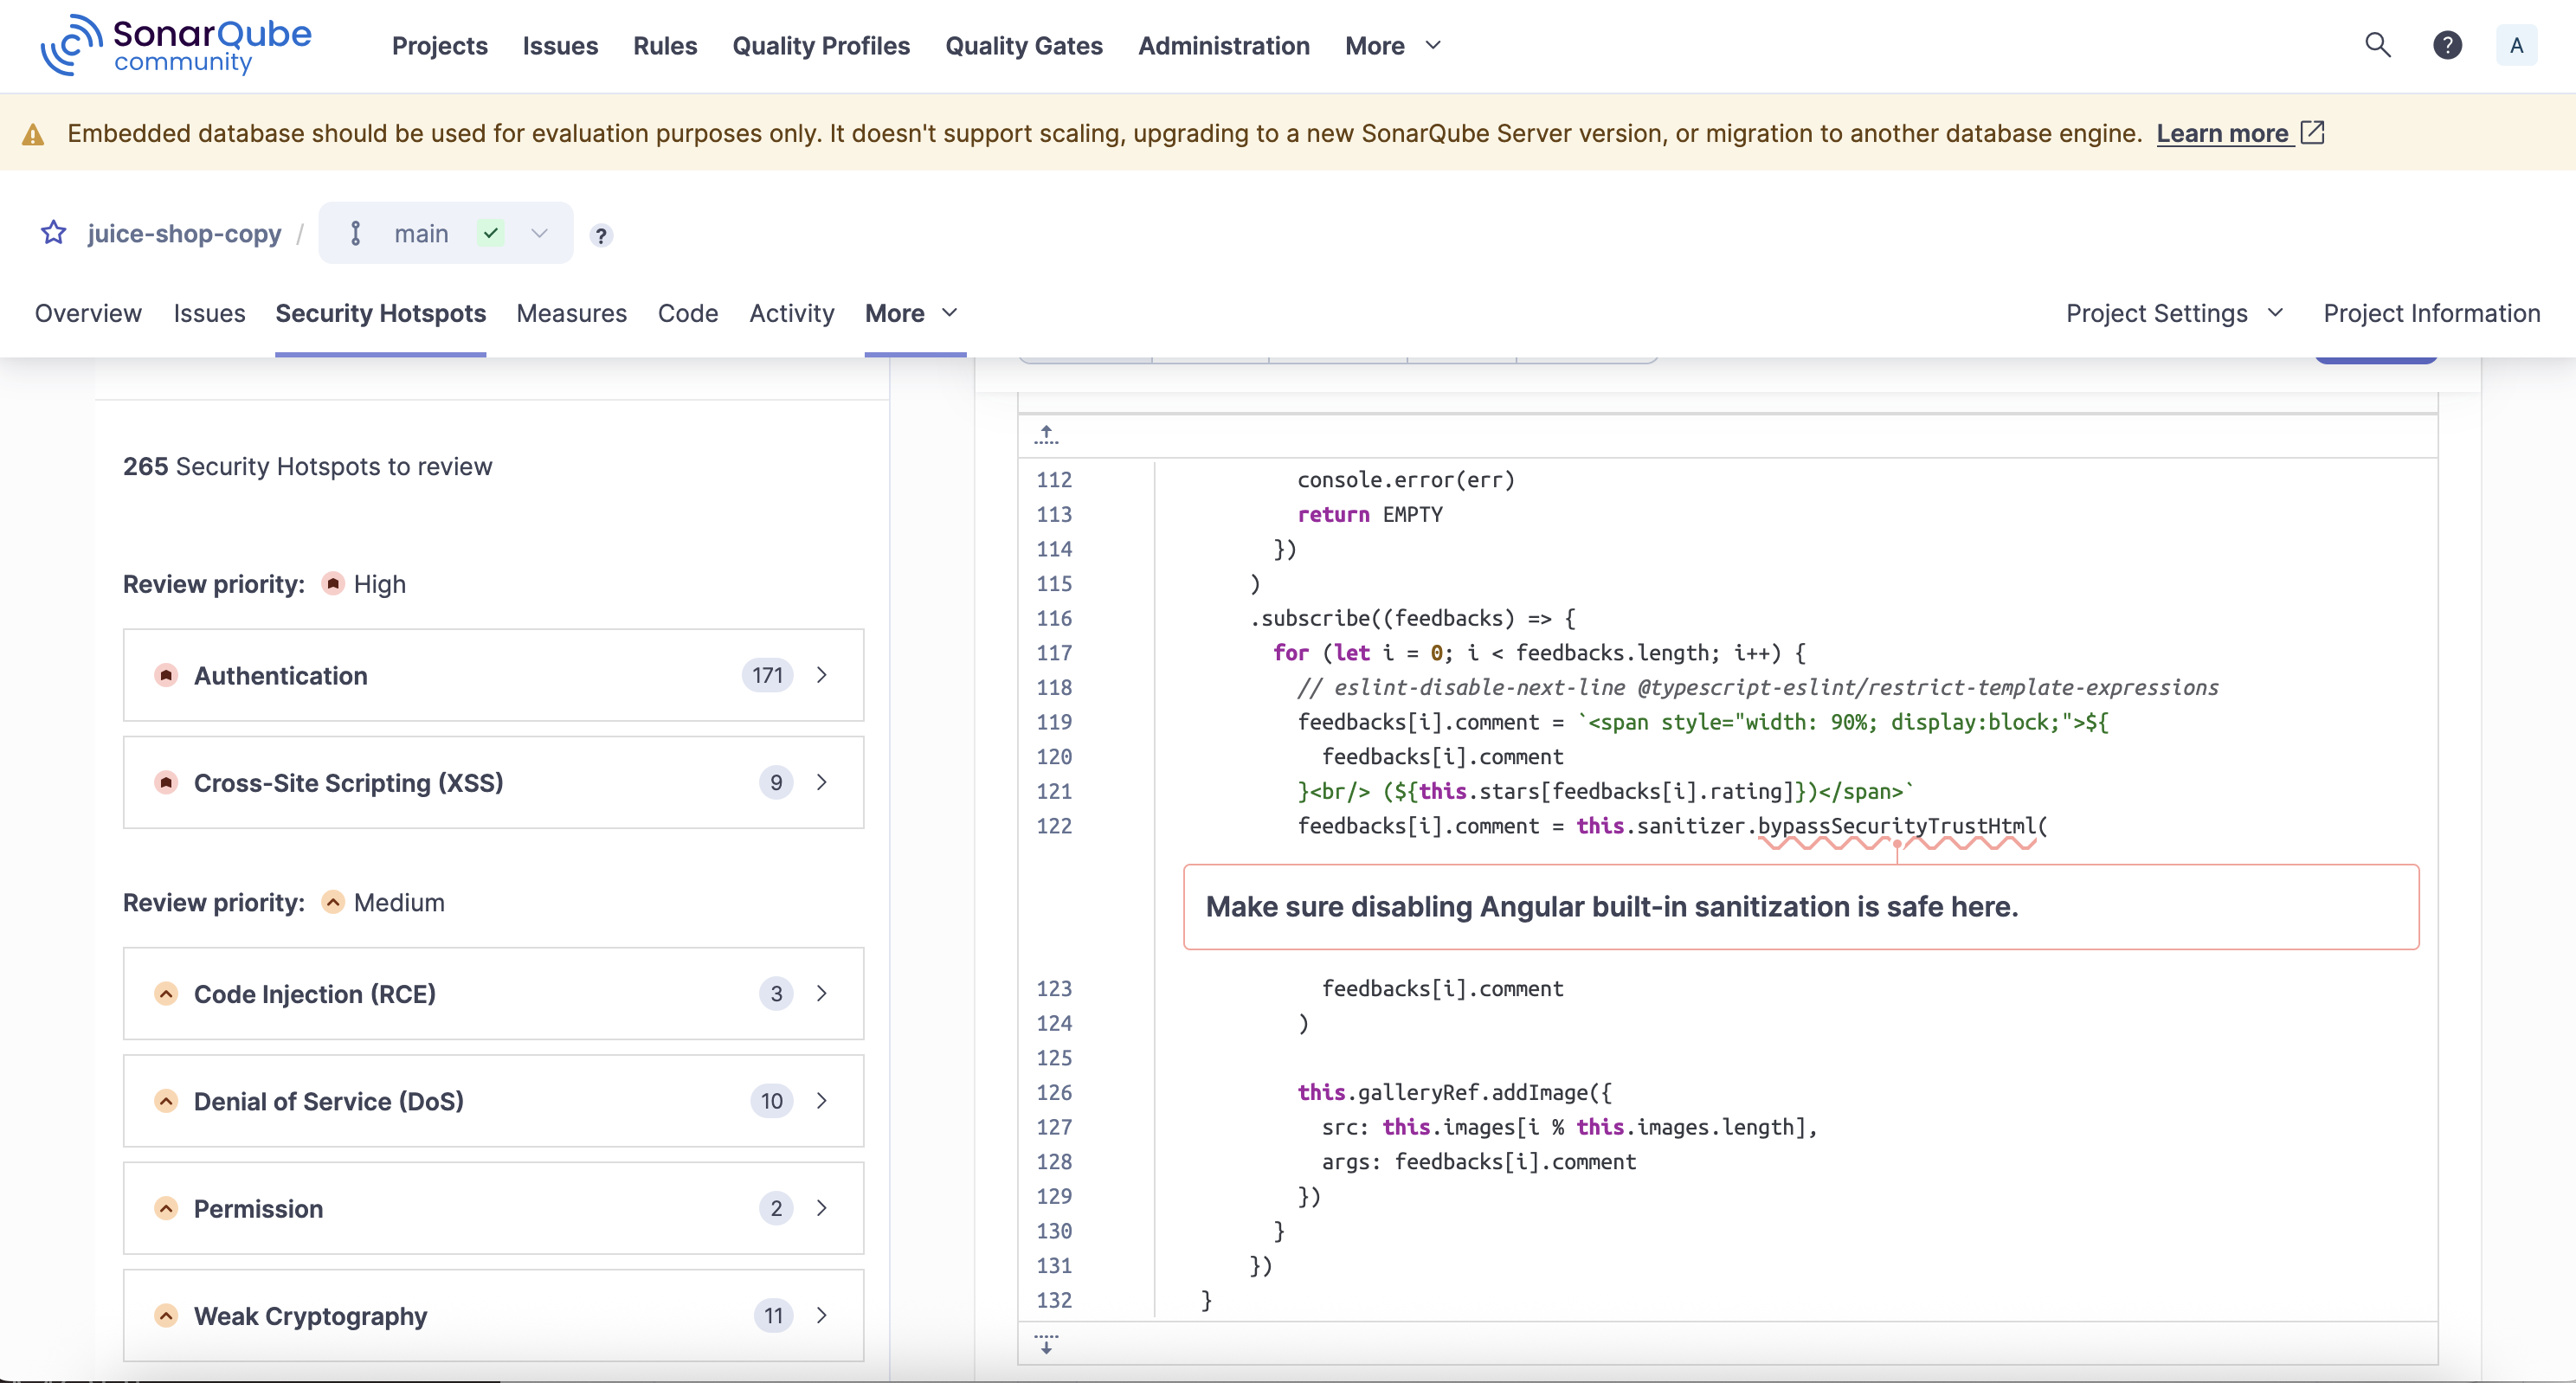 SonarQube community
Projects Issues Rules Quality Profiles Quality Gates Administration More
? A
Embedded database should be used for evaluation purposes only. It doesn't support scaling, upgrading to a new SonarQube Server version, or migration to another database engine. Learn more
juice-shop-copy / main ?
Overview Issues Security Hotspots Measures Code Activity More Project Settings Project Information
265 Security Hotspots to review
Review priority: High
Authentication 171
Cross-Site Scripting (XSS) 9
Review priority: Medium
Code Injection (RCE) 3
Denial of Service (DoS) 10
Permission 2
Weak Cryptography 11
112 console.error(err)
113 return EMPTY
114 })
115 )
116 .subscribe((feedbacks) => {
117 for (let i = 0; i < feedbacks.length; i++) {
118 // eslint-disable-next-line @typescript-eslint/restrict-template-expressions
119 feedbacks[i].comment = `<span style="width: 90%; display:block;">${
120 feedbacks[i].comment
121 }<br/> (${this.stars[feedbacks[i].rating]})</span>`
122 feedbacks[i].comment = this.sanitizer.bypassSecurityTrustHtml(
Make sure disabling Angular built-in sanitization is safe here.
123 feedbacks[i].comment
124 )
125
126 this.galleryRef.addImage({
127 src: this.images[i % this.images.length],
128 args: feedbacks[i].comment
129 })
130 }
131 })
132 }